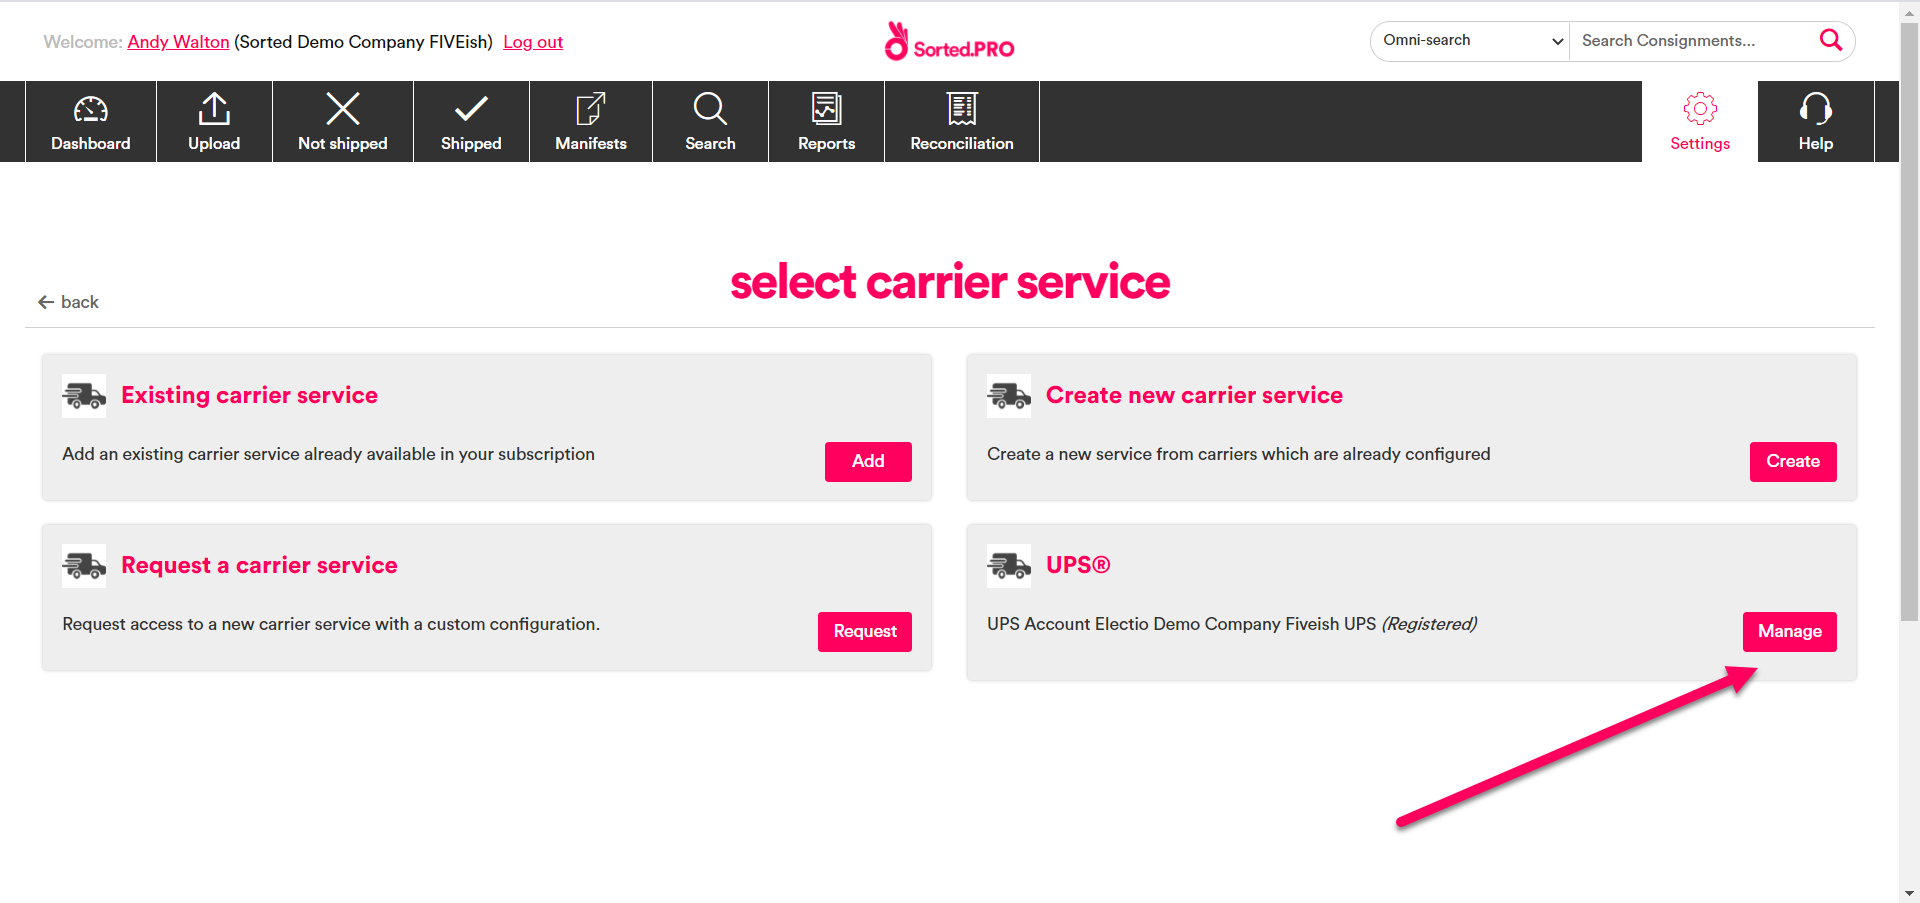 Welcome: Andy Walton (Sorted Demo Company FIVEish) Log out
Sorted.PRO
Omni-search
Search Consignments...
Dashboard
Upload
Not shipped
Shipped
Manifests
Search
Reports
Reconciliation
Settings
Help
select carrier service
back
Existing carrier service
Add an existing carrier service already available in your subscription
Add
Create new carrier service
Create a new service from carriers which are already configured
Create
Request a carrier service
Request access to a new carrier service with a custom configuration.
Request
UPS®
UPS Account Electio Demo Company Fiveish UPS (Registered)
Manage